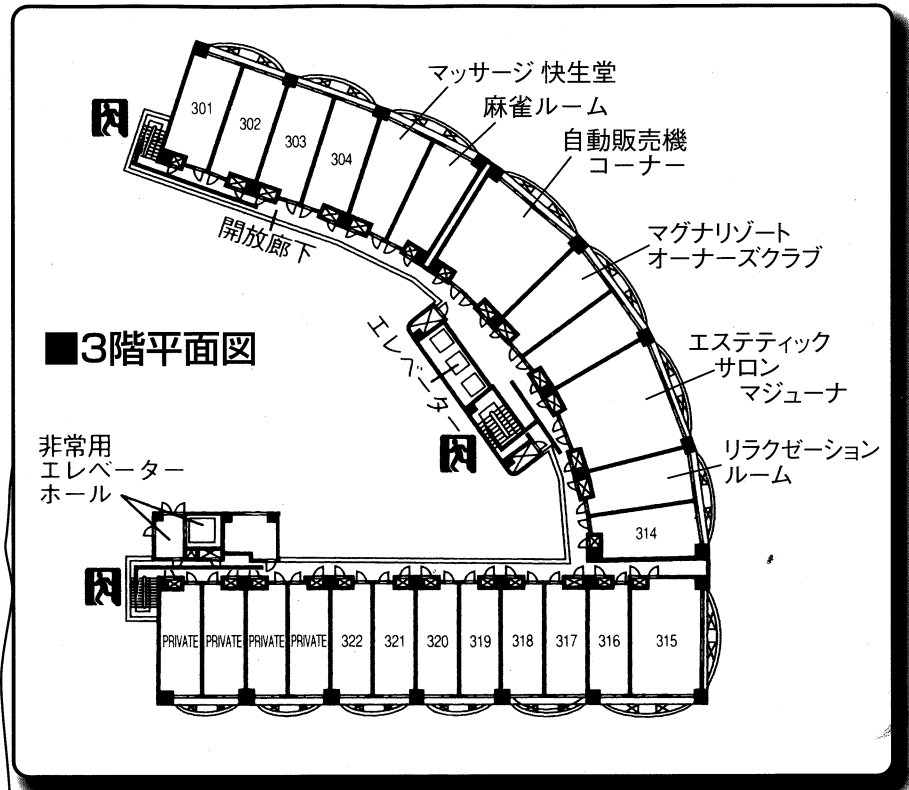 マッサージ 快生堂
麻雀ルーム
自動販売機
コーナー
マグナリゾート
オーナーズクラブ
エステティック
サロン
マジューナ
リラクゼーション
ルーム
301
302
303
304
開放廊下
エレベーター
■3階平面図
非常用
エレベーター
ホール
314
PRIVATE
PRIVATE
PRIVATE
PRIVATE
322
321
320
319
318
317
316
315